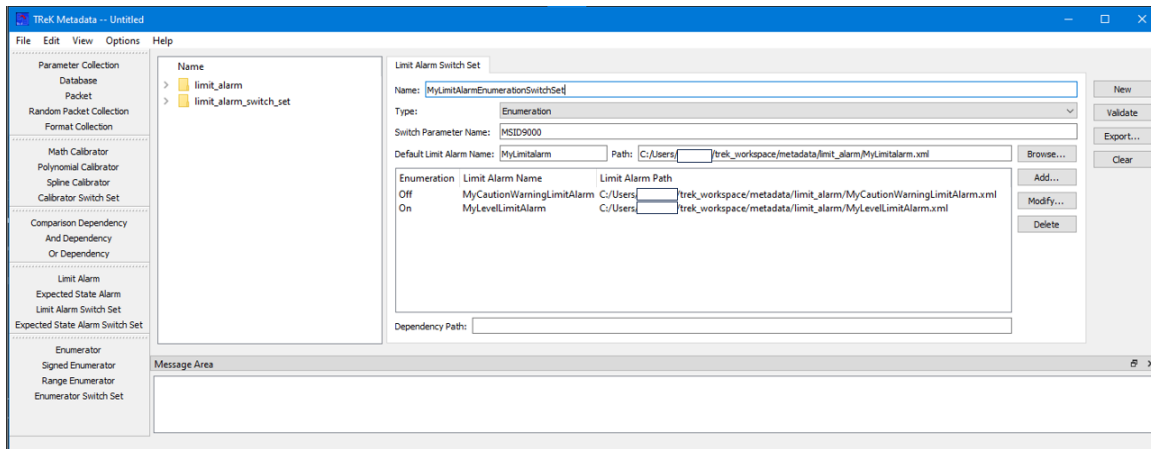 TReK Metadata -- Untitled
File Edit View Options Help
Parameter Collection
Database
Packet
Random Packet Collection
Format Collection
Math Calibrator
Polynomial Calibrator
Spline Calibrator
Calibrator Switch Set
Comparison Dependency
And Dependency
Or Dependency
Limit Alarm
Expected State Alarm
Limit Alarm Switch Set
Expected State Alarm Switch Set
Enumerator
Signed Enumerator
Range Enumerator
Enumerator Switch Set
Name
limit_alarm
limit_alarm_switch_set
Limit Alarm Switch Set
Name: MyLimitAlarmEnumerationSwitchSet
Type: Enumeration
Switch Parameter Name: MSID9000
Default Limit Alarm Name: MyLimitalarm Path: C:/Users/ /trek_workspace/metadata/limit_alarm/MyLimitalarm.xml Browse...
Enumeration Limit Alarm Name Limit Alarm Path
Off MyCautionWarningLimitAlarm C:/Users/ /trek_workspace/metadata/limit_alarm/MyCautionWarningLimitAlarm.xml
On MyLevelLimitAlarm C:/Users/ /trek_workspace/metadata/limit_alarm/MyLevelLimitAlarm.xml
Add...
Modify...
Delete
Dependency Path:
New
Validate
Export...
Clear
Message Area